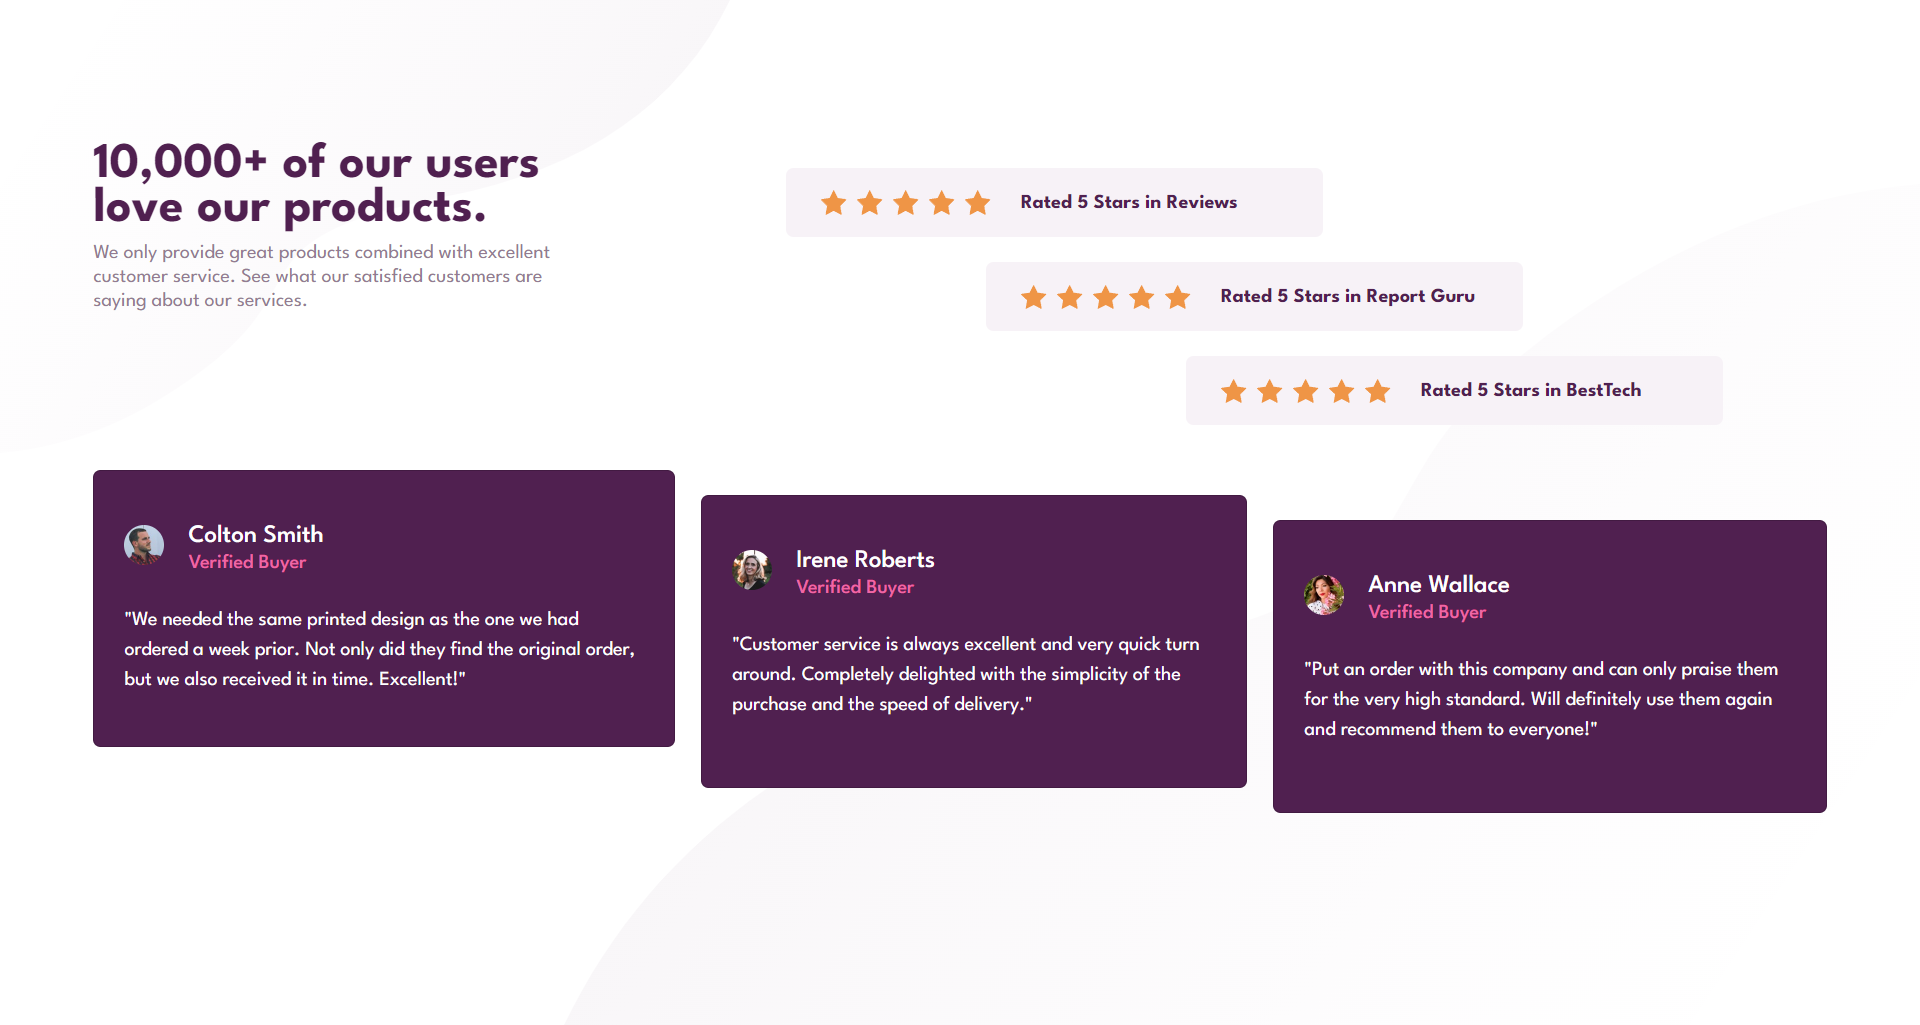 10,000+ of our users
love our products.
We only provide great products combined with excellent
customer service. See what our satisfied customers are
saying about our services.
Rated 5 Stars in Reviews
Rated 5 Stars in Report Guru
Rated 5 Stars in BestTech
Colton Smith
Verified Buyer
"We needed the same printed design as the one we had
ordered a week prior. Not only did they find the original order,
but we also received it in time. Excellent!"
Irene Roberts
Verified Buyer
"Customer service is always excellent and very quick turn
around. Completely delighted with the simplicity of the
purchase and the speed of delivery."
Anne Wallace
Verified Buyer
"Put an order with this company and can only praise them
for the very high standard. Will definitely use them again
and recommend them to everyone!"